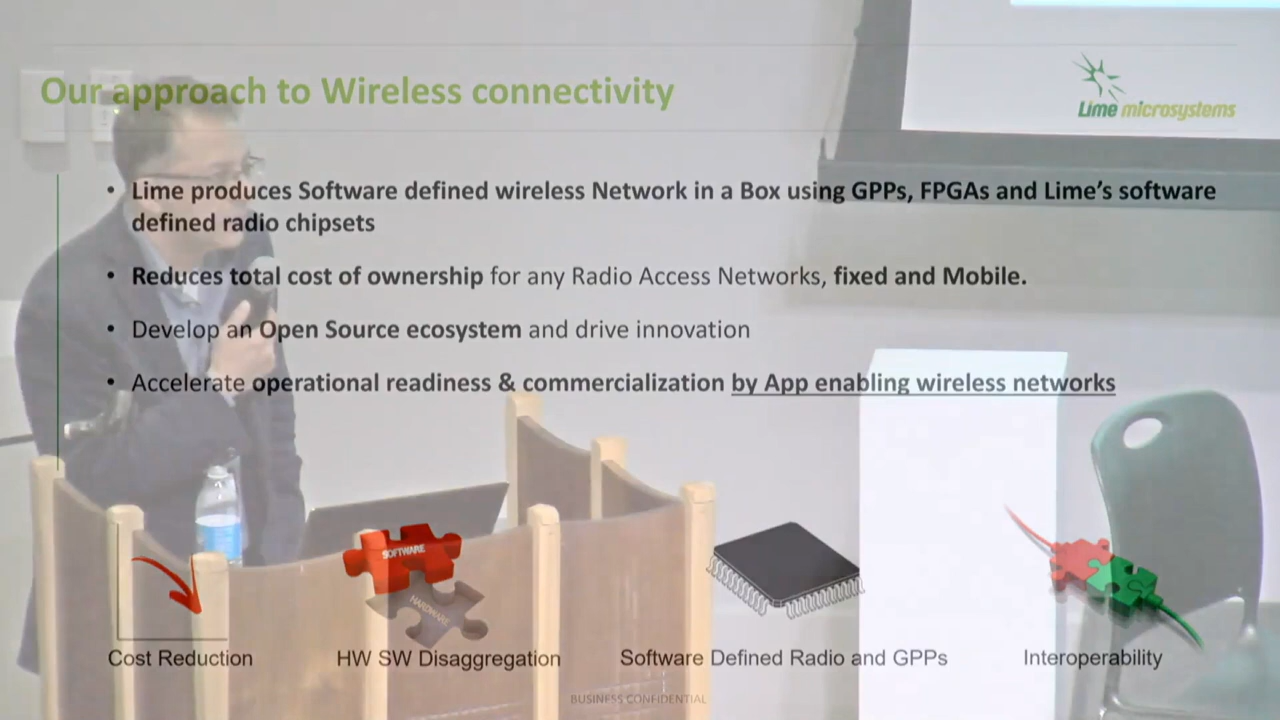 Our approach to Wireless connectivity
Lime microsystems
• Lime produces Software defined wireless Network in a Box using GPPs, FPGAs and Lime's software
defined radio chipsets
• Reduces total cost of ownership for any Radio Access Networks, fixed and Mobile.
• Develop an Open Source ecosystem and drive innovation
• Accelerate operational readiness & commercialization by App enabling wireless networks
SOFTWARE
HARDWARE
Cost Reduction
HW SW Disaggregation
Software Defined Radio and GPPs
Interoperability
BUSINESS CONFIDENTIAL